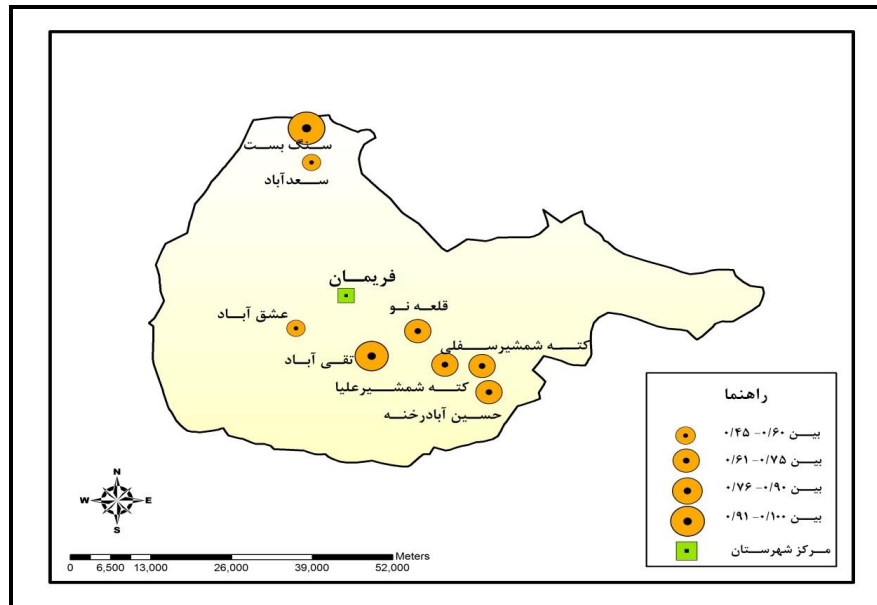 سنگ بست
سعدآباد
فریمان
قلعه نو
عشق آباد
کته شمشیرسفلی
تقی آباد
کته شمشیرعلیا
حسین آبادرخنه
راهنما
بین ۰/۶۰ – ۰/۴۵
بین ۰/۷۵ – ۰/۶۱
بین ۰/۹۰ – ۰/۷۶
بین ۰/۱۰۰ – ۰/۹۱
مرکز شهرستان
N
W E
S
Meters
0 6,500 13,000 26,000 39,000 52,000